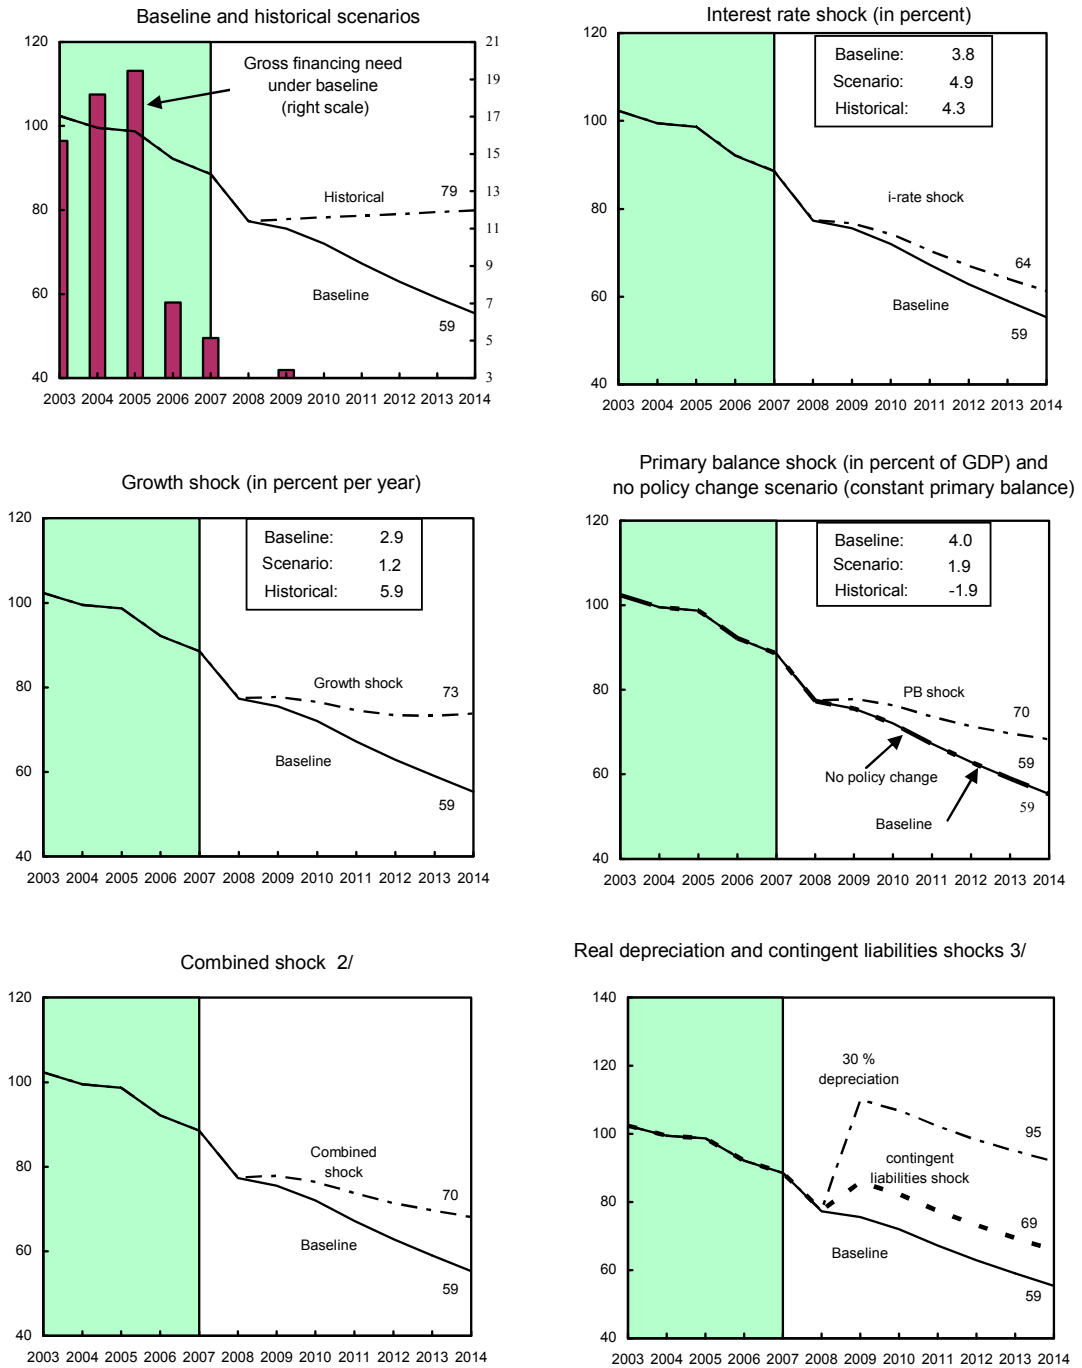 Baseline and historical scenarios
120
100
80
60
40
21
19
17
15
13
11
9
7
5
3
Gross financing need
under baseline
(right scale)
Historical
79
Baseline
59
2003 2004 2005 2006 2007 2008 2009 2010 2011 2012 2013 2014
Interest rate shock (in percent)
120
100
80
60
40
Baseline: 3.8
Scenario: 4.9
Historical: 4.3
i-rate shock
64
Baseline
59
2003 2004 2005 2006 2007 2008 2009 2010 2011 2012 2013 2014
Growth shock (in percent per year)
120
100
80
60
40
Baseline: 2.9
Scenario: 1.2
Historical: 5.9
Growth shock
73
Baseline
59
2003 2004 2005 2006 2007 2008 2009 2010 2011 2012 2013 2014
Primary balance shock (in percent of GDP) and
no policy change scenario (constant primary balance)
120
100
80
60
40
Baseline: 4.0
Scenario: 1.9
Historical: -1.9
PB shock
70
59
No policy change
59
Baseline
2003 2004 2005 2006 2007 2008 2009 2010 2011 2012 2013 2014
Combined shock 2/
120
100
80
60
40
Combined
shock
70
Baseline
59
2003 2004 2005 2006 2007 2008 2009 2010 2011 2012 2013 2014
Real depreciation and contingent liabilities shocks 3/
140
120
100
80
60
40
30 %
depreciation
95
contingent
liabilities shock
69
Baseline
59
2003 2004 2005 2006 2007 2008 2009 2010 2011 2012 2013 2014